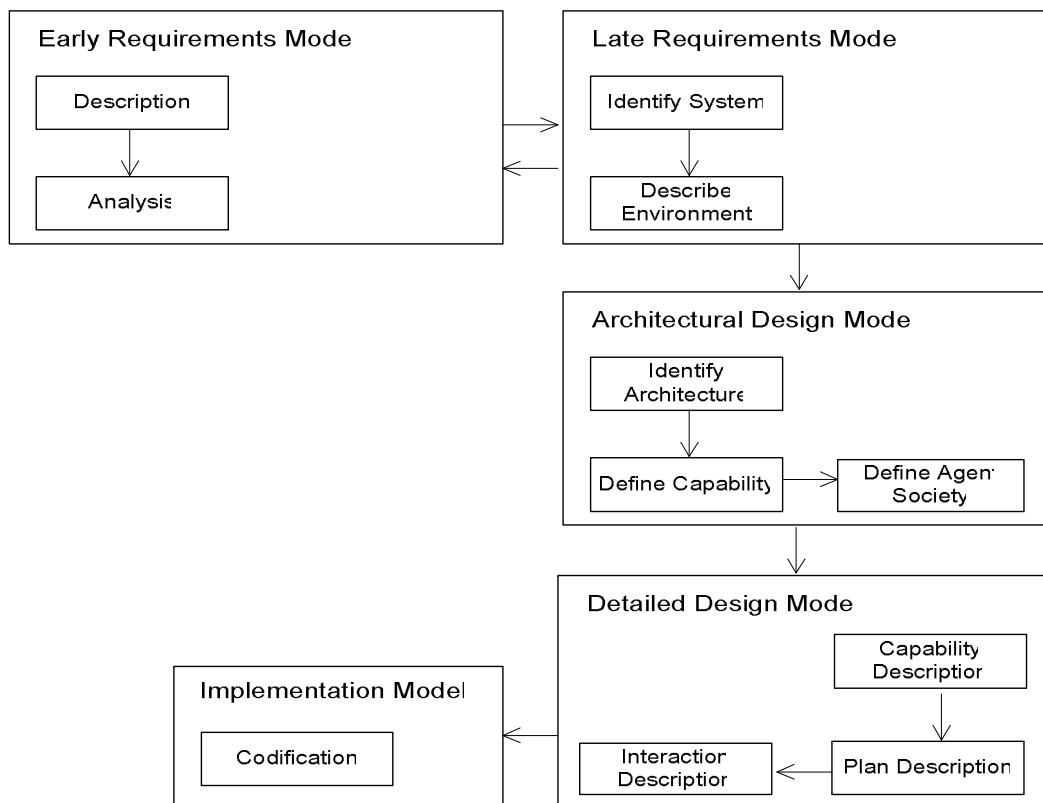 Early Requirements Mode
Description
Analysis
Late Requirements Mode
Identify System
Describe
Environment
Architectural Design Mode
Identify
Architecture
Define Capability
Define Agent
Society
Detailed Design Mode
Capability
Description
Plan Description
Interaction
Description
Implementation Model
Codification